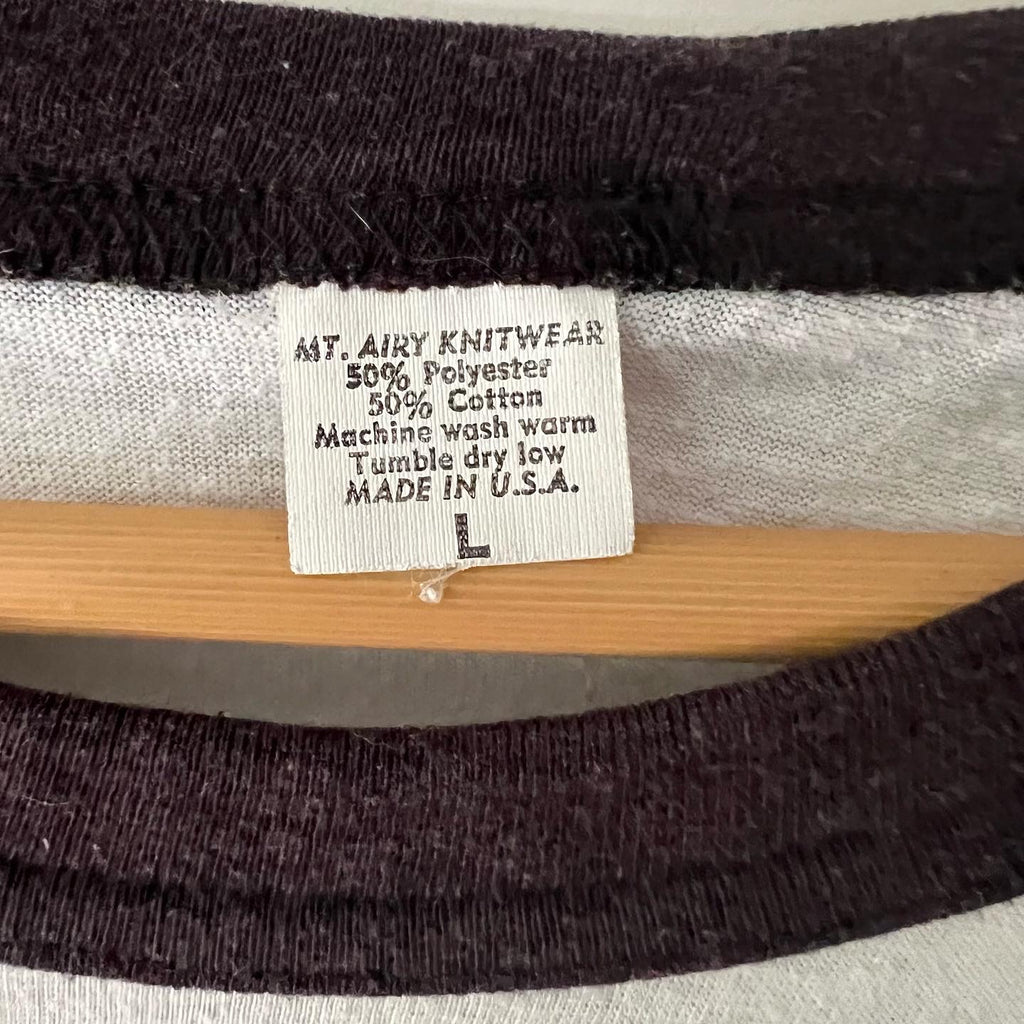 MT. AIRY KNITWEAR
50% Polyester
50% Cotton
Machine wash warm
Tumble dry low
MADE IN U.S.A.
L